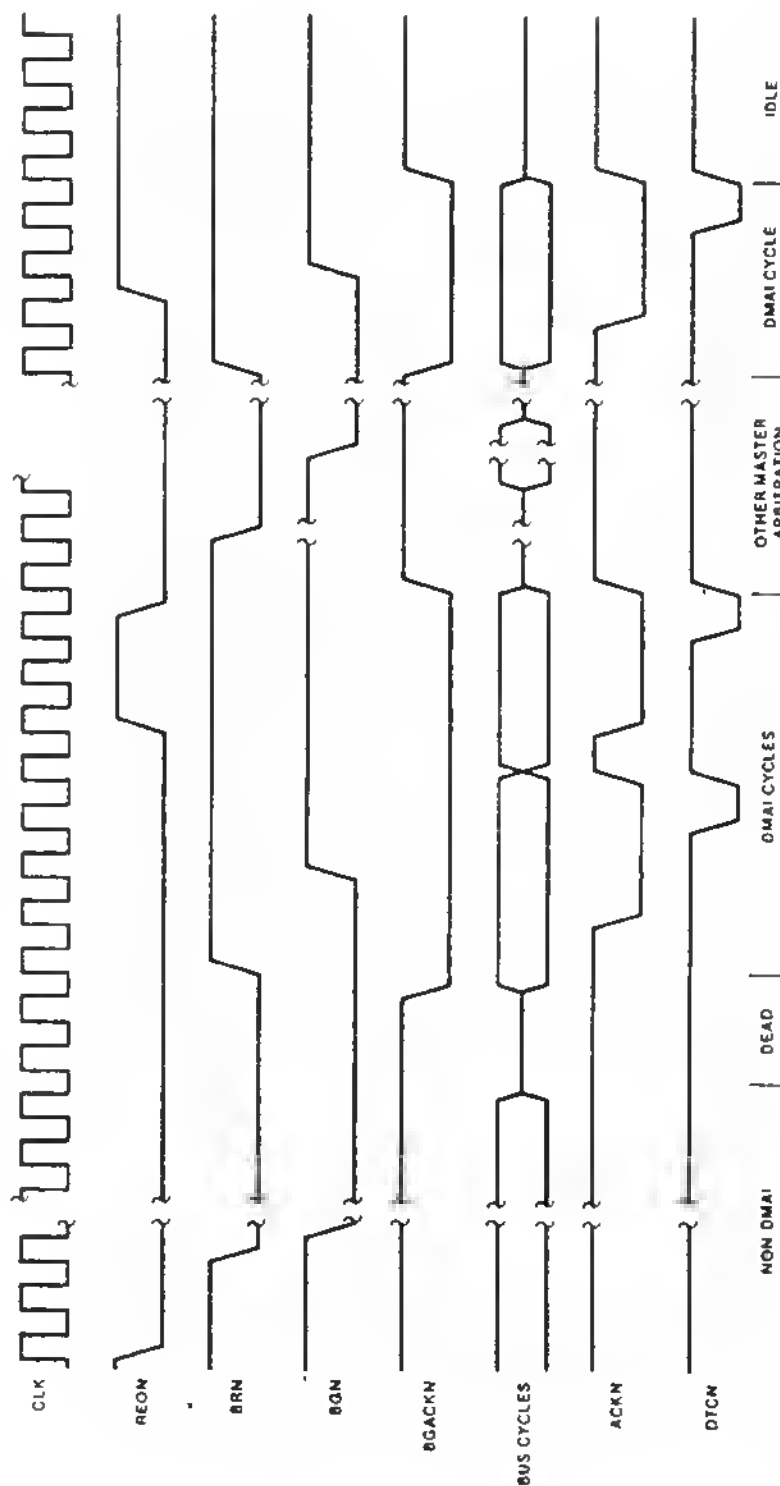 CLK
REQN
BRN
BGN
BGACKN
BUS CYCLES
ACKN
DTCN
NON DMAI
DEAD
DMAI CYCLES
OTHER MASTER
ARBITRATION
DMAI CYCLE
IDLE